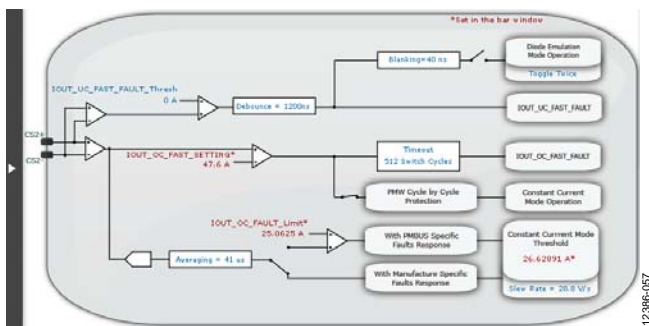 *Set in the bar window
Blanking=40 ns
Diode Emulation
Mode Operation
Toggle Twice
IOUT_UC_FAST_FAULT_Thresh
0 A
Debounce = 1200ns
IOUT_UC_FAST_FAULT
CS2+
CS2-
IOUT_OC_FAST_SETTING*
47.6 A
Timeout
512 Switch Cycles
IOUT_OC_FAST_FAULT
PMW Cycle by Cycle
Protection
Constant Current
Mode Operation
IOUT_OC_FAULT_Limit*
25.0625 A
With PMBUS Specific
Faults Response
Constant Currrent Mode
Threshold
26.62891 A*
Averaging = 41 us
With Manufacture Specific
Faults Response
Slew Rate = 20.8 V/s
12386-057